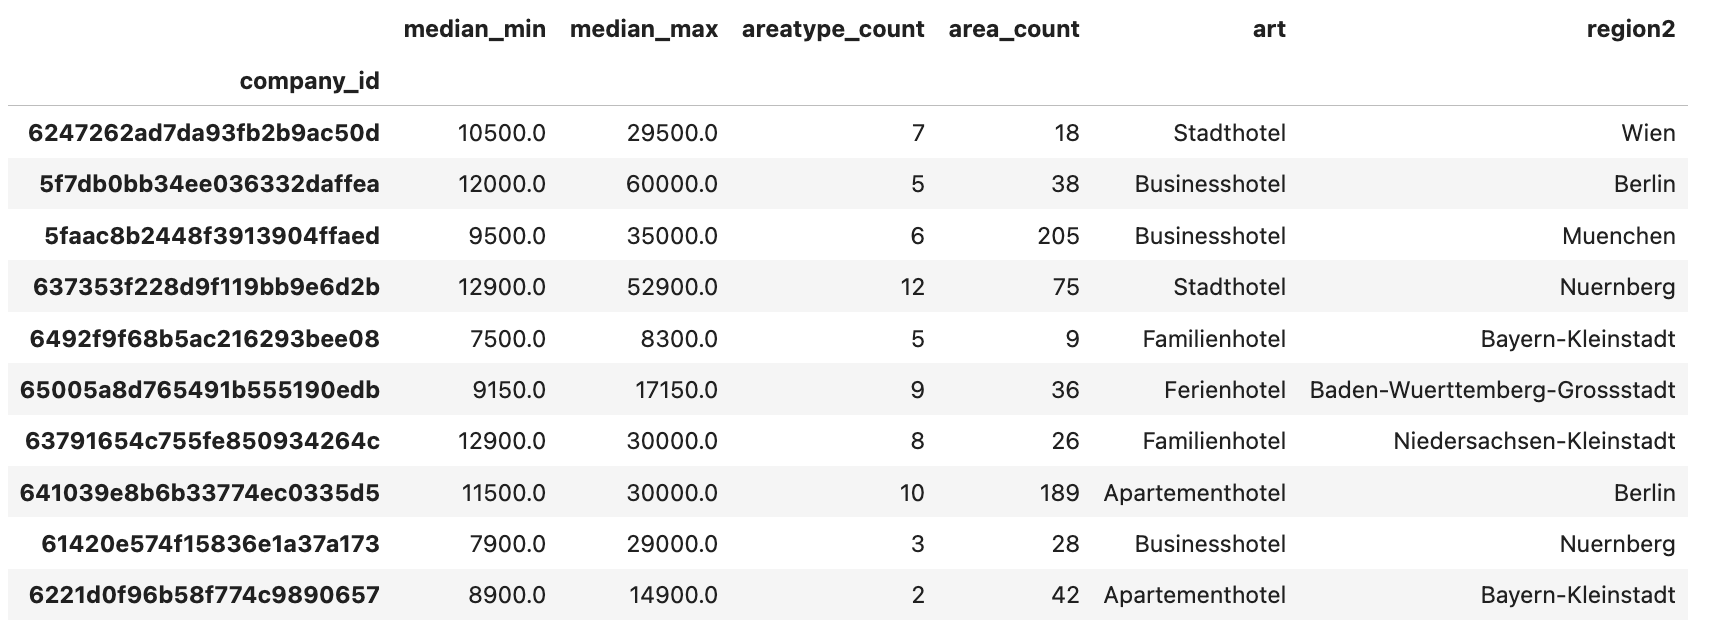 median_min median_max areatype_count area_count art region2
company_id
6247262ad7da93fb2b9ac50d 10500.0 29500.0 7 18 Stadthotel Wien
5f7db0bb34ee036332daffea 12000.0 60000.0 5 38 Businesshotel Berlin
5faac8b2448f3913904ffaed 9500.0 35000.0 6 205 Businesshotel Muenchen
637353f228d9f119bb9e6d2b 12900.0 52900.0 12 75 Stadthotel Nuernberg
6492f9f68b5ac216293bee08 7500.0 8300.0 5 9 Familienhotel Bayern-Kleinstadt
65005a8d765491b555190edb 9150.0 17150.0 9 36 Ferienhotel Baden-Wuerttemberg-Grossstadt
63791654c755fe850934264c 12900.0 30000.0 8 26 Familienhotel Niedersachsen-Kleinstadt
641039e8b6b33774ec0335d5 11500.0 30000.0 10 189 Apartementhotel Berlin
61420e574f15836e1a37a173 7900.0 29000.0 3 28 Businesshotel Nuernberg
6221d0f96b58f774c9890657 8900.0 14900.0 2 42 Apartementhotel Bayern-Kleinstadt